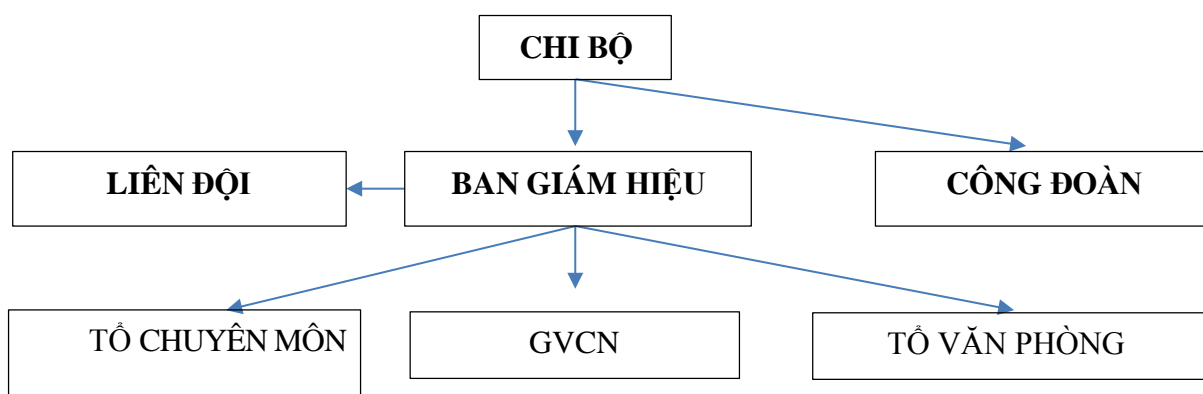 CHI BỘ
LIÊN ĐỘI
BAN GIÁM HIỆU
CÔNG ĐOÀN
TỔ CHUYÊN MÔN
GVCN
TỔ VĂN PHÒNG